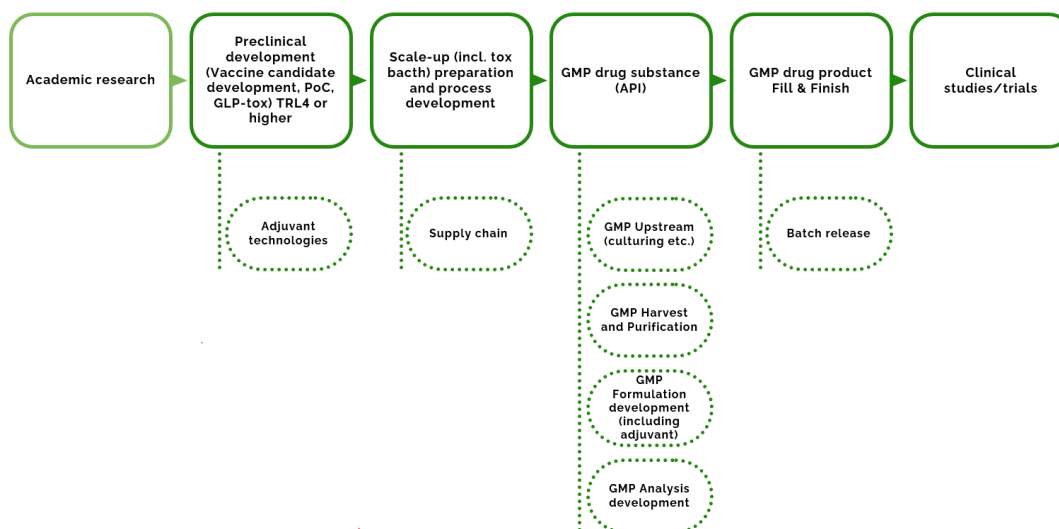 Academic research
Preclinical
development
(Vaccine candidate
development, PoC,
GLP-tox) TRL4 or
higher
Scale-up (incl. tox
bacth) preparation
and process
development
GMP drug substance
(API)
GMP drug product
Fill & Finish
Clinical
studies/trials
Adjuvant
technologies
Supply chain
GMP Upstream
(culturing etc.)
Batch release
GMP Harvest
and Purification
GMP
Formulation
development
(including
adjuvant)
GMP Analysis
development